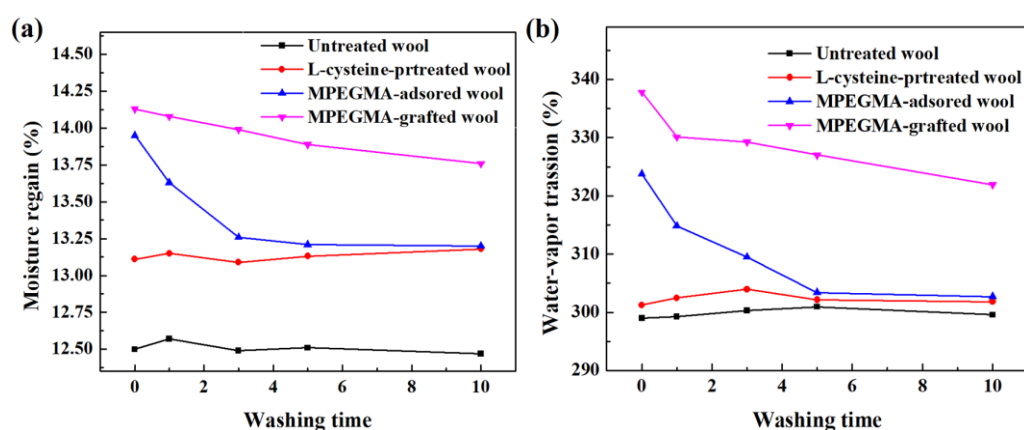 (a)
14.50
14.25
14.00
13.75
13.50
13.25
13.00
12.75
12.50
Moisture regain (%)
Untreated wool
L-cysteine-prtreated wool
MPEGMA-adsored wool
MPEGMA-grafted wool
0 2 4 6 8 10
Washing time
(b)
340
330
320
310
300
290
Water-vapor trassion (%)
Untreated wool
L-cysteine-prtreated wool
MPEGMA-adsored wool
MPEGMA-grafted wool
0 2 4 6 8 10
Washing time